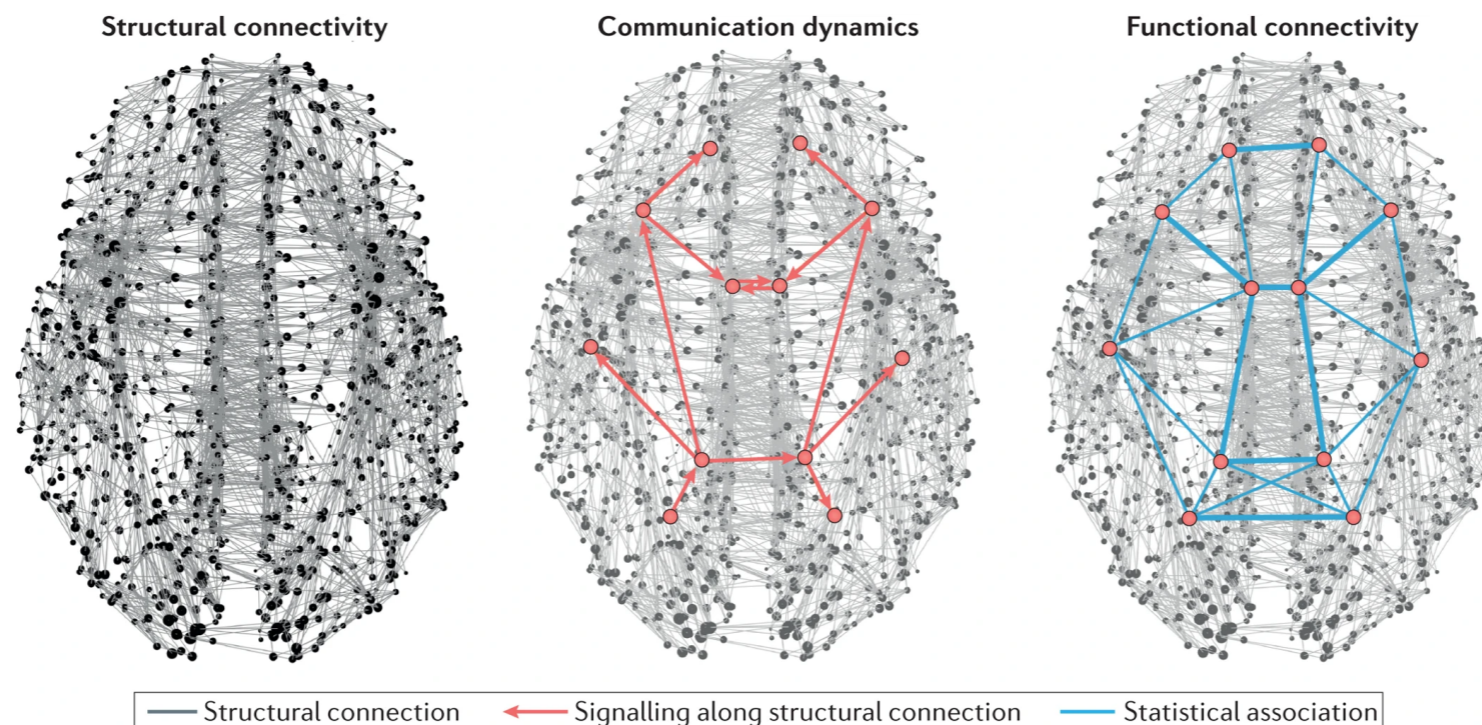 Structural connectivity
Communication dynamics
Functional connectivity
Structural connection
Signalling along structural connection
Statistical association